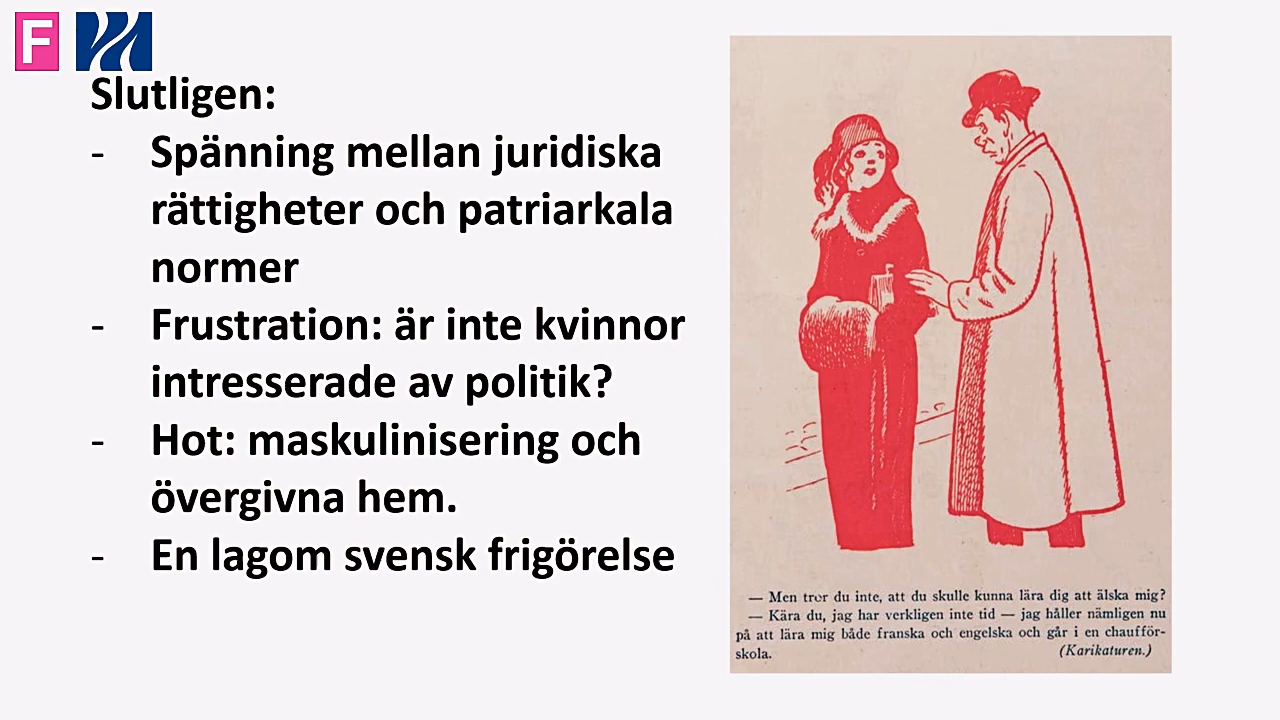 F
Slutligen:
- Spänning mellan juridiska
rättigheter och patriarkala
normer
- Frustration: är inte kvinnor
intresserade av politik?
- Hot: maskulinisering och
övergivna hem.
- En lagom svensk frigörelse
— Men tror du inte, att du skulle kunna lära dig att älska mig?
— Kära du, jag har verkligen inte tid — jag håller nämligen nu
på att lära mig både franska och engelska och går i en chaufför-
skola. (Karikaturen.)